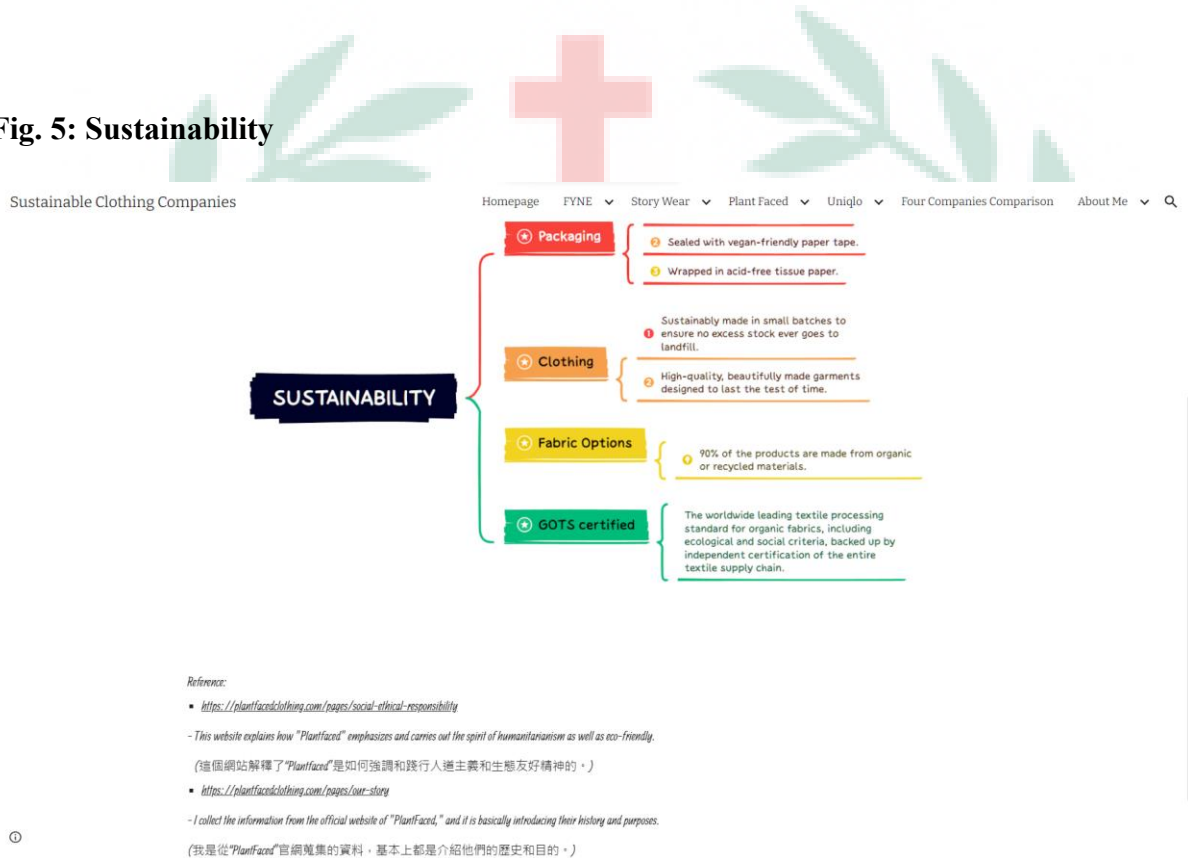 Fig. 5: Sustainability
Sustainable Clothing Companies
Homepage FYNE Story Wear Plant Faced Uniqlo Four Companies Comparison About Me
Packaging
2 Sealed with vegan-friendly paper tape.
3 Wrapped in acid-free tissue paper.
SUSTAINABILITY
Clothing
1 Sustainably made in small batches to
ensure no excess stock ever goes to
landfill.
2 High-quality, beautifully made garments
designed to last the test of time.
Fabric Options
90% of the products are made from organic
or recycled materials.
GOTS certified
The worldwide leading textile processing
standard for organic fabrics, including
ecological and social criteria, backed up by
independent certification of the entire
textile supply chain.
Reference:
https://plantfacedclothing.com/pages/social-ethical-responsibility
- This website explains how "Plantfaced" emphasizes and carries out the spirit of humanitarianism as well as eco-friendly.
(這個網站解釋了"Plantfaced"是如何強調和踐行人道主義和生態友好精神的。)
https://plantfacedclothing.com/pages/our-story
- I collect the information from the official website of "PlantFaced," and it is basically introducing their history and purposes.
(我是從"PlantFaced"官網蒐集的資料，基本上都是介紹他們的歷史和目的。)